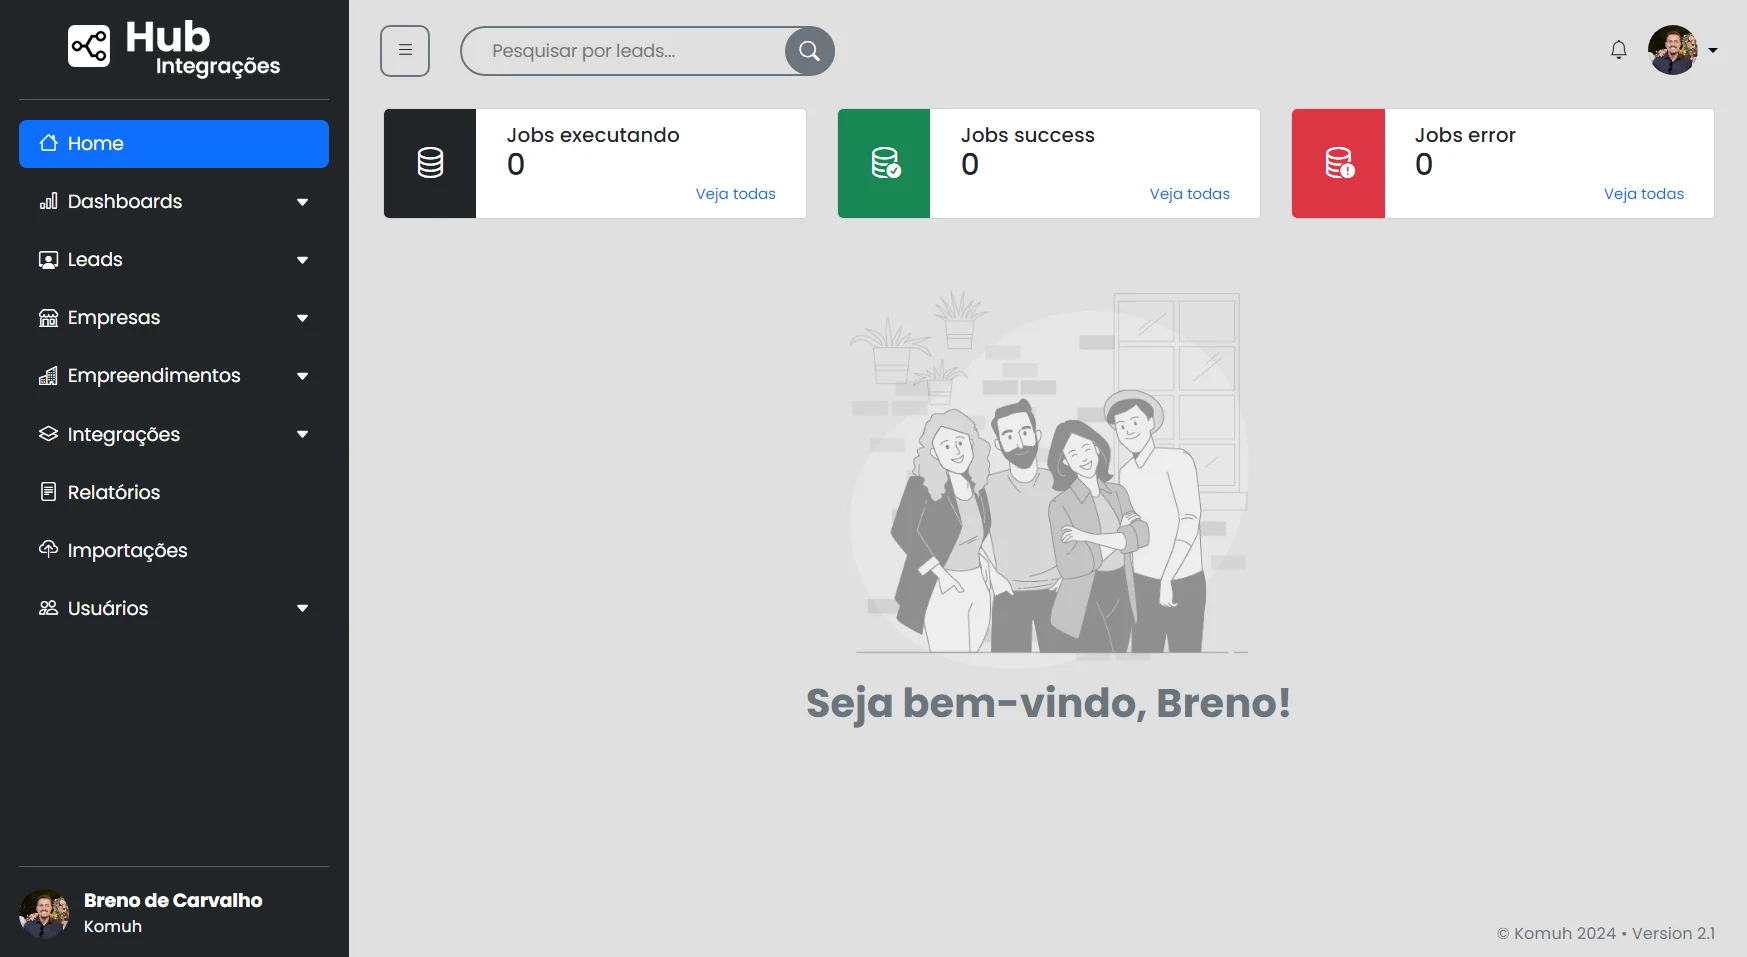 Hub
Integrações
Home
Dashboards
Leads
Empresas
Empreendimentos
Integrações
Relatórios
Importações
Usuários
Breno de Carvalho
Komuh
Pesquisar por leads...
Jobs executando
0
Veja todas
Jobs success
0
Veja todas
Jobs error
0
Veja todas
Seja bem-vindo, Breno!
© Komuh 2024 • Version 2.1